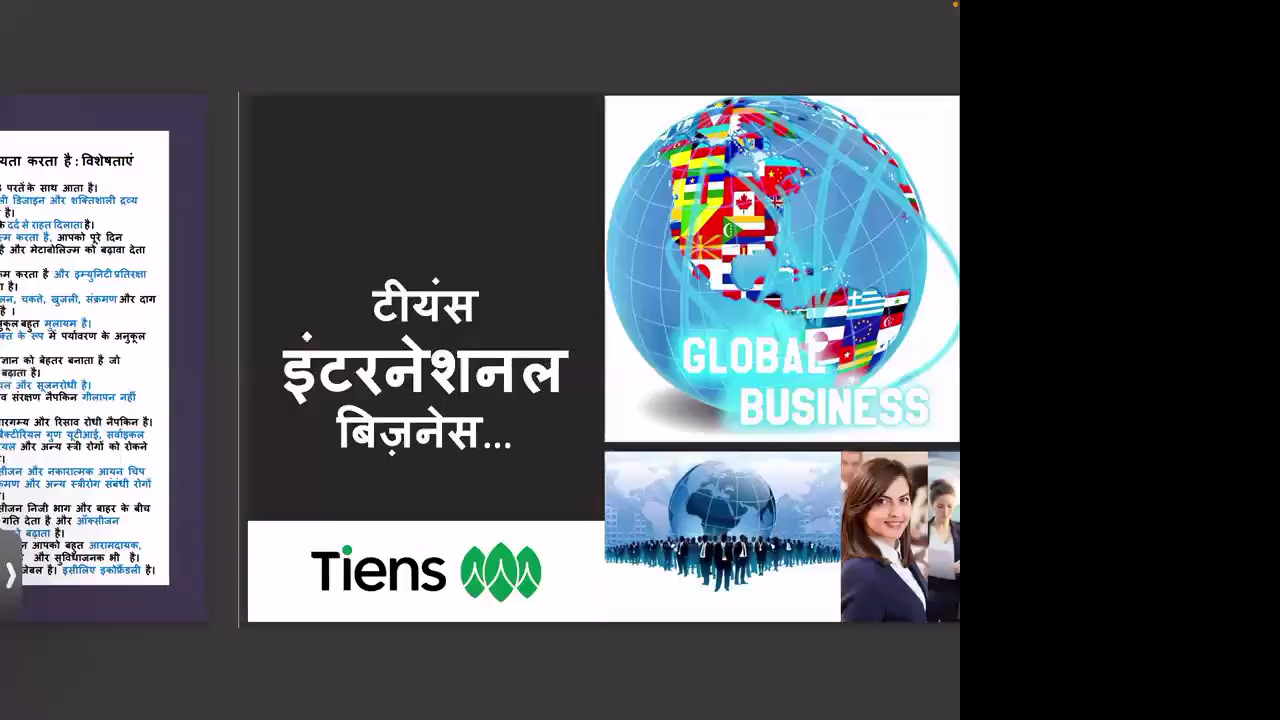 यता करता है : विशेषताएं
परतें के साथ आता है।
ली डिजाइन और शक्तिशाली द्रव्य
है।
के दर्द से राहत दिलाता है।
करता है, आपको पूरे दिन
है और मेटाबोलिज्म को बढ़ावा देता
करता है और इम्युनिटी प्रतिरक्षा
है।
चकत्ते, खुजली, संक्रमण और दाग
है ।
बहुत मुलायम है।
के रूप में पर्यावरण के अनुकूल
को बेहतर बनाता है जो
बढ़ाता है।
और सूजनरोधी है।
संरक्षण नैपकिन गीलापन नहीं
और रिसाव रोधी नैपकिन है।
गुण यूटीआई, सर्वाइकल
और अन्य स्त्री रोगों को रोकने
और नकारात्मक आयन चिप
और अन्य स्त्रीरोग संबंधी रोगों
निजी भाग और बाहर के बीच
गति देता है और ऑक्सीजन
बढ़ाता है।
आपको बहुत आरामदायक,
और सुविधाजनक भी है।
है। इसीलिए इकोफ्रैंडली है।
टीयंस
इंटरनेशनल
बिज़नेस...
Tiens
GLOBAL
BUSINESS